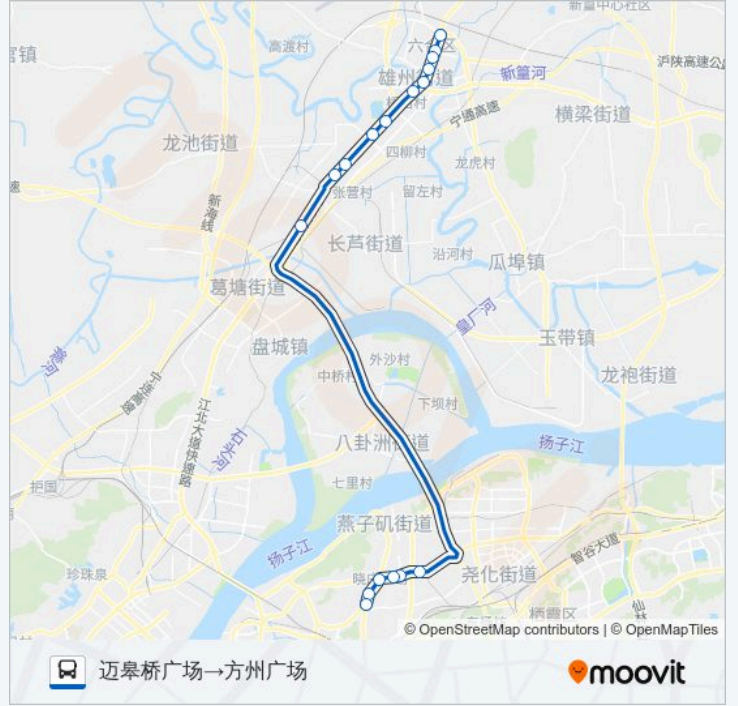 新篁中心社区
六合区
高渡村
官镇
雄州街道
新篁河
沪陕高速公
宁通高速
横梁街道
龙池街道
四柳村
龙虎村
速
张营村
留左村
新海线
长芦街道
沿河村
瓜埠镇
葛塘街道
皇厂河
玉带镇
盘城镇
外沙村
滁河
中桥村
龙袍街道
宁连高速
下坝村
江北大道快速路
石头河
八卦洲街道
扬子江
七里村
护国
燕子矶街道
扬子江
智谷大道
珍珠泉
尧化街道
栖霞区
仙林
© OpenStreetMap contributors | © OpenMapTiles
迈皋桥广场→方州广场
moovit